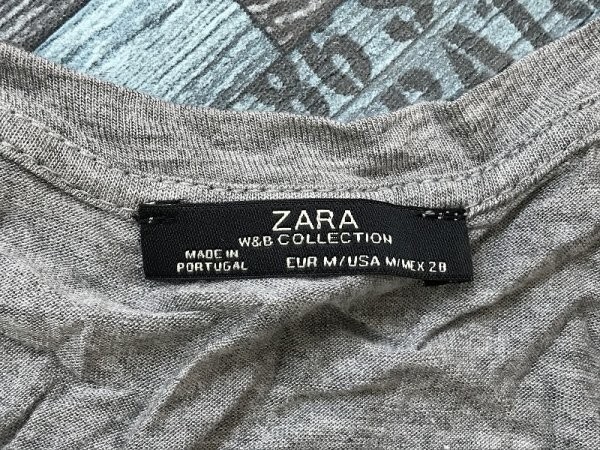 ZARA
W&B COLLECTION
MADE IN
PORTUGAL
EUR M/USA M/MEX 28